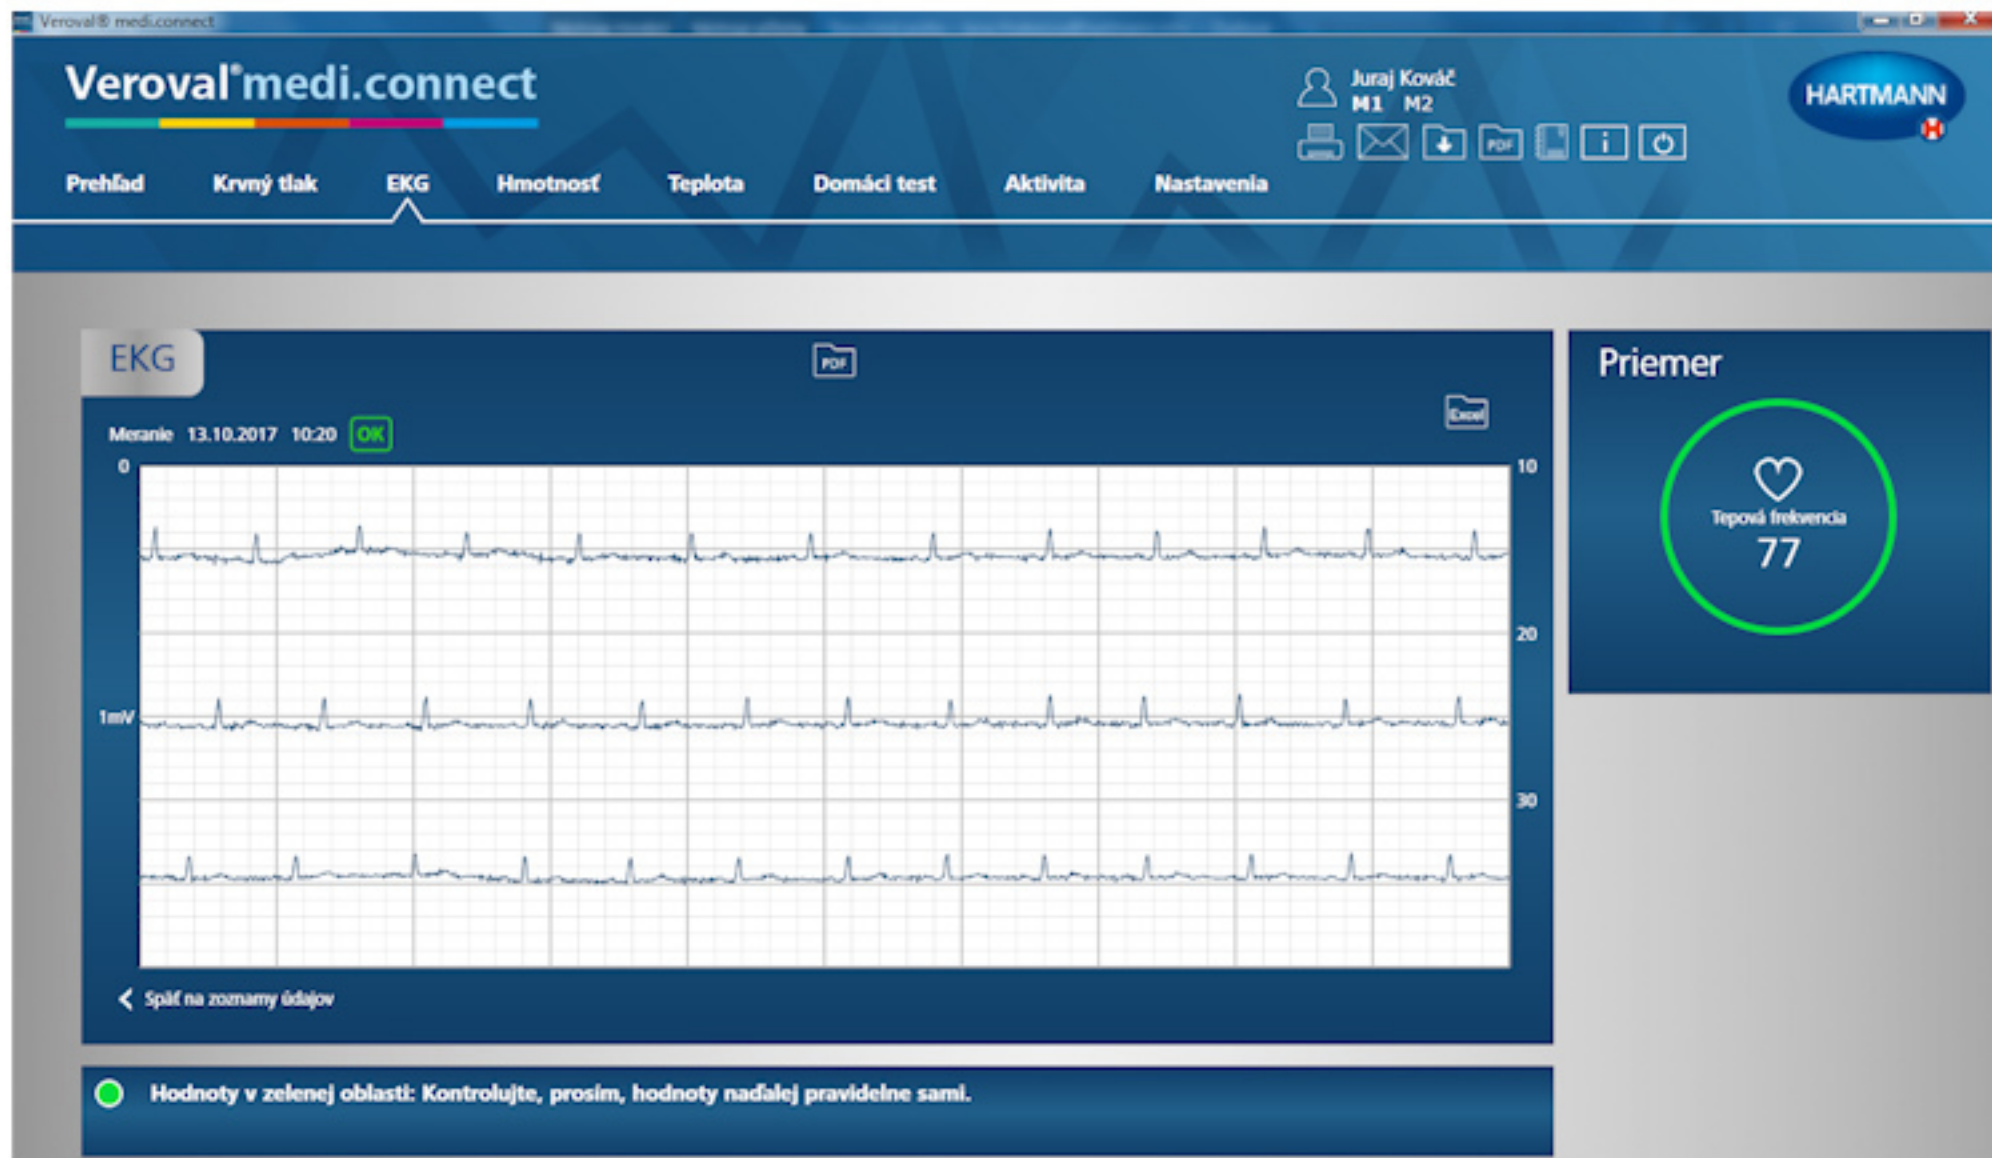 Veroval® medi.connect
Veroval®medi.connect
Juraj Kováč
M1 M2
HARTMANN
PDF
Prehľad Krvný tlak EKG Hmotnosť Teplota Domáci test Aktivita Nastavenia
EKG
PDF
Priemer
Excel
Meranie 13.10.2017 10:20 OK
0
10
Tepová frekvencia
77
20
1mV
30
Späť na zoznamy údajov
Hodnoty v zelenej oblasti: Kontrolujte, prosím, hodnoty naďalej pravidelne sami.